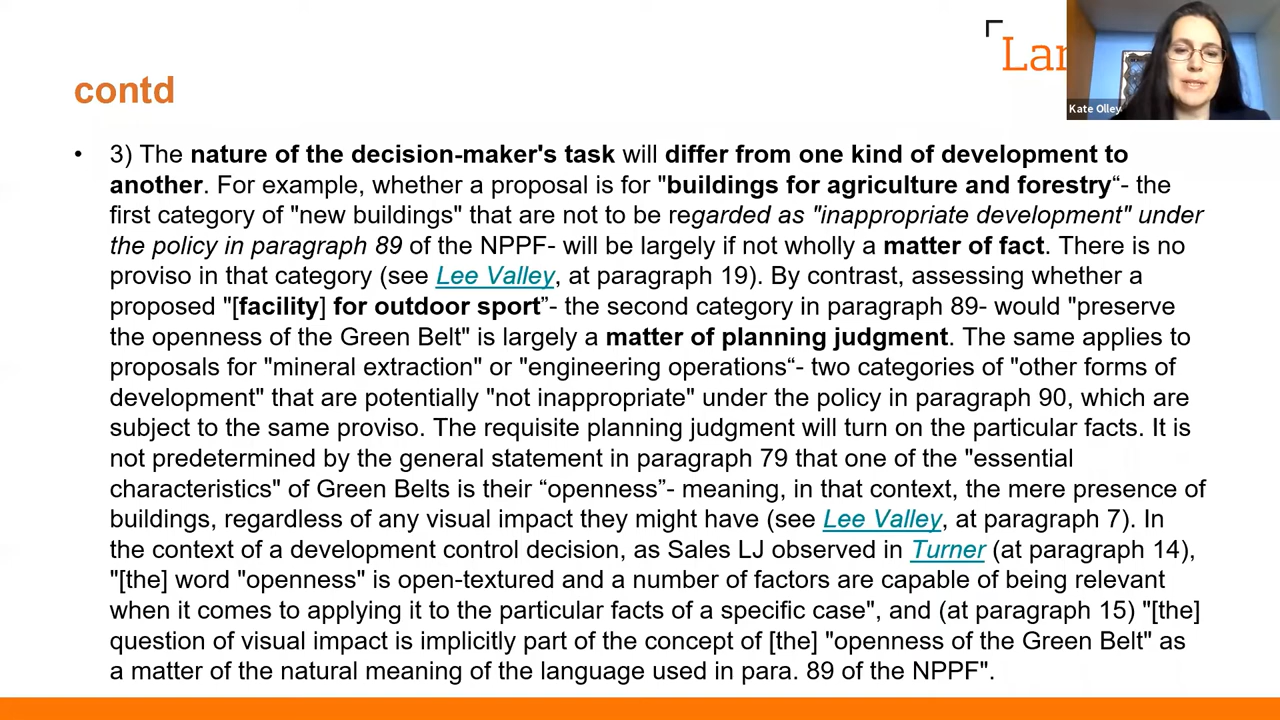 Lan
Kate Olley
contd
• 3) The nature of the decision-maker's task will differ from one kind of development to
another. For example, whether a proposal is for "buildings for agriculture and forestry“- the
first category of "new buildings" that are not to be regarded as "inappropriate development" under
the policy in paragraph 89 of the NPPF- will be largely if not wholly a matter of fact. There is no
proviso in that category (see Lee Valley, at paragraph 19). By contrast, assessing whether a
proposed "[facility] for outdoor sport”- the second category in paragraph 89- would "preserve
the openness of the Green Belt" is largely a matter of planning judgment. The same applies to
proposals for "mineral extraction" or "engineering operations“- two categories of "other forms of
development" that are potentially "not inappropriate" under the policy in paragraph 90, which are
subject to the same proviso. The requisite planning judgment will turn on the particular facts. It is
not predetermined by the general statement in paragraph 79 that one of the "essential
characteristics" of Green Belts is their “openness”- meaning, in that context, the mere presence of
buildings, regardless of any visual impact they might have (see Lee Valley, at paragraph 7). In
the context of a development control decision, as Sales LJ observed in Turner (at paragraph 14),
"[the] word "openness" is open-textured and a number of factors are capable of being relevant
when it comes to applying it to the particular facts of a specific case", and (at paragraph 15) "[the]
question of visual impact is implicitly part of the concept of [the] "openness of the Green Belt" as
a matter of the natural meaning of the language used in para. 89 of the NPPF".